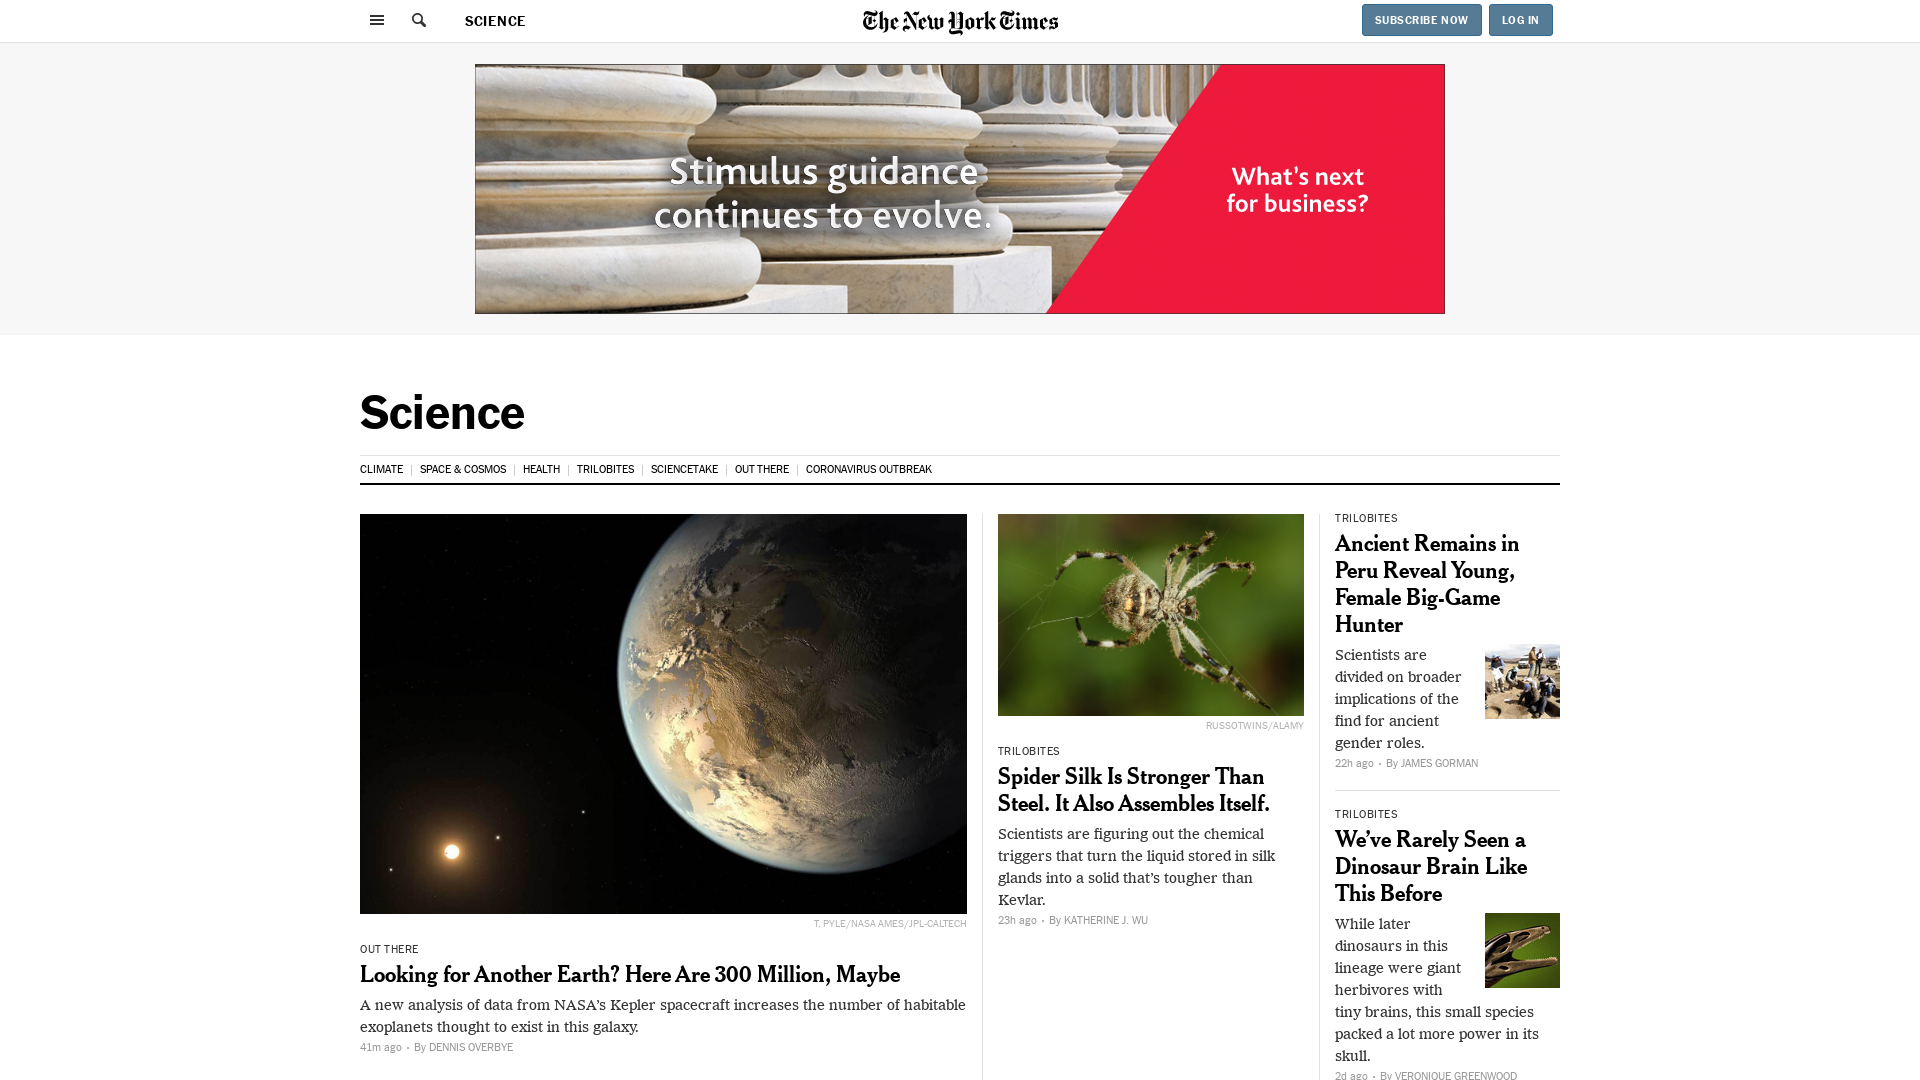 SCIENCE
The New York Times
SUBSCRIBE NOW
LOG IN
Stimulus guidance
continues to evolve.
What's next
for business?
Science
CLIMATE
SPACE & COSMOS
HEALTH
TRILOBITES
SCIENCETAKE
OUT THERE
CORONAVIRUS OUTBREAK
T. PYLE/NASA AMES/JPL-CALTECH
OUT THERE
Looking for Another Earth? Here Are 300 Million, Maybe
A new analysis of data from NASA’s Kepler spacecraft increases the number of habitable
exoplanets thought to exist in this galaxy.
41m ago • By DENNIS OVERBYE
RUSSOTWINS/ALAMY
TRILOBITES
Spider Silk Is Stronger Than
Steel. It Also Assembles Itself.
Scientists are figuring out the chemical
triggers that turn the liquid stored in silk
glands into a solid that’s tougher than
Kevlar.
23h ago • By KATHERINE J. WU
TRILOBITES
Ancient Remains in
Peru Reveal Young,
Female Big-Game
Hunter
Scientists are
divided on broader
implications of the
find for ancient
gender roles.
22h ago • By JAMES GORMAN
TRILOBITES
We’ve Rarely Seen a
Dinosaur Brain Like
This Before
While later
dinosaurs in this
lineage were giant
herbivores with
tiny brains, this small species
packed a lot more power in its
skull.
2d ago • By VERONIQUE GREENWOOD